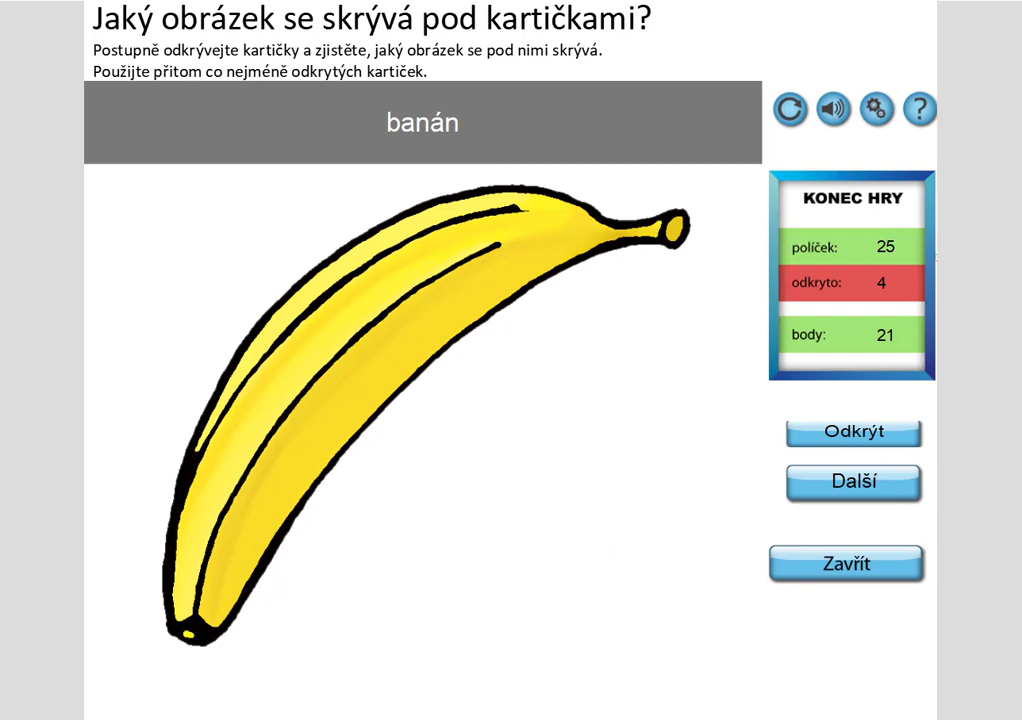 Jaký obrázek se skrývá pod kartičkami?
Postupně odkrývejte kartičky a zjistěte, jaký obrázek se pod nimi skrývá.
Použijte přitom co nejméně odkrytých kartiček.
banán
?
KONEC HRY
políček: 25
odkryto: 4
body: 21
Odkrýt
Další
Zavřít